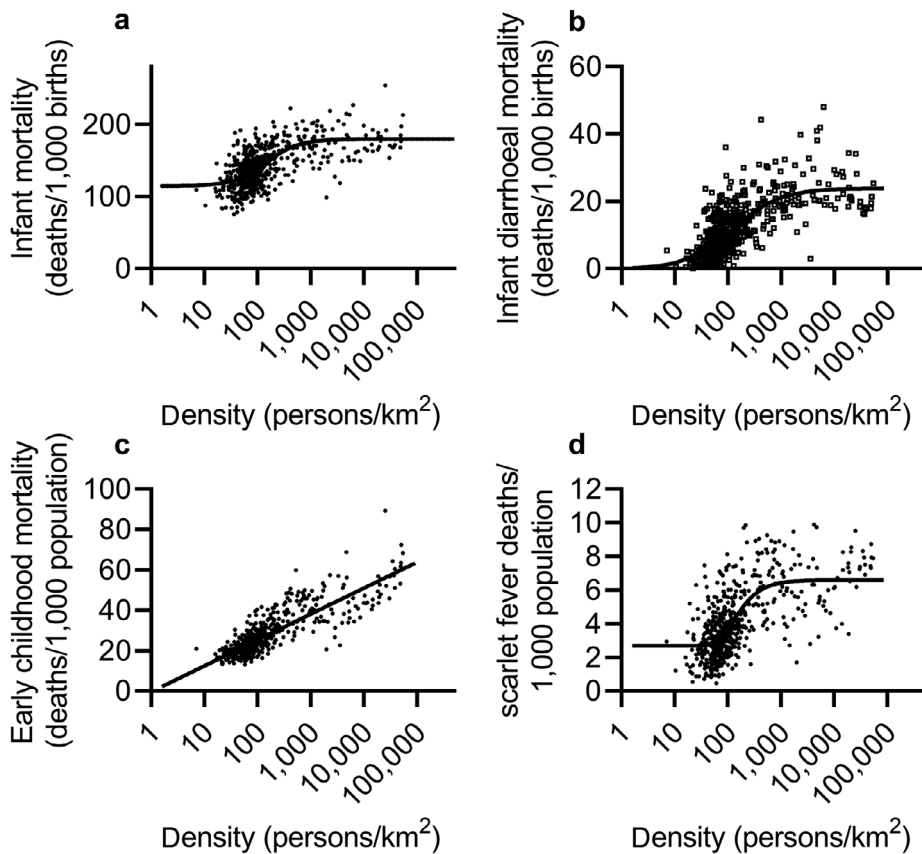 a
Infant mortality
(deaths/1,000 births)
200
100
0
1
10
100
1,000
10,000
100,000
Density (persons/km²)
b
Infant diarrhoeal mortality
(deaths/1,000 births)
60
40
20
0
1
10
100
1,000
10,000
100,000
Density (persons/km²)
c
Early childhood mortality
(deaths/1,000 population)
100
80
60
40
20
0
1
10
100
1,000
10,000
100,000
Density (persons/km²)
d
scarlet fever deaths/
1,000 population
12
10
8
6
4
2
0
1
10
100
1,000
10,000
100,000
Density (persons/km²)